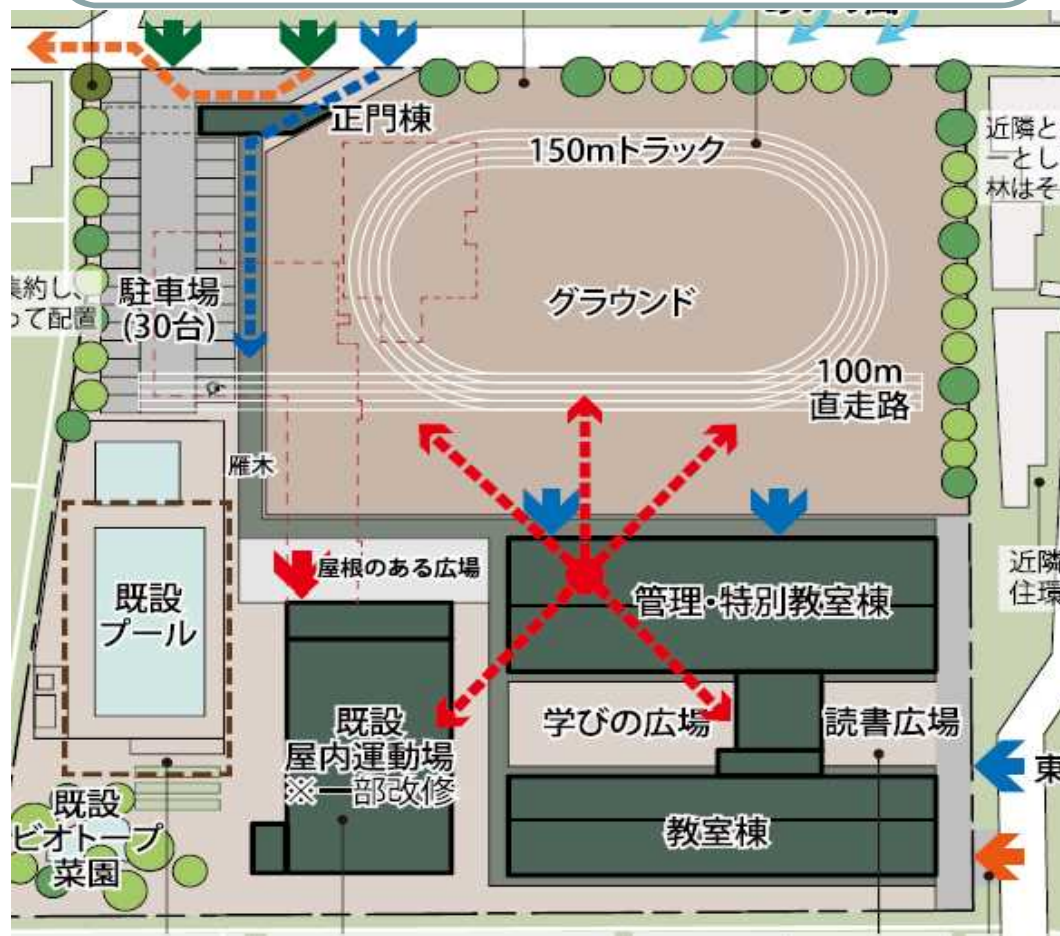 正門棟
150mトラック
近隣と
ーとし
林はそ
集約し、
って配置
駐車場
(30台)
グラウンド
100m
直走路
雁木
屋根のある広場
近隣
住環
既設
プール
管理・特別教室棟
既設
屋内運動場
※一部改修
学びの広場
読書広場
東
既設
ビオトープ
菜園
教室棟